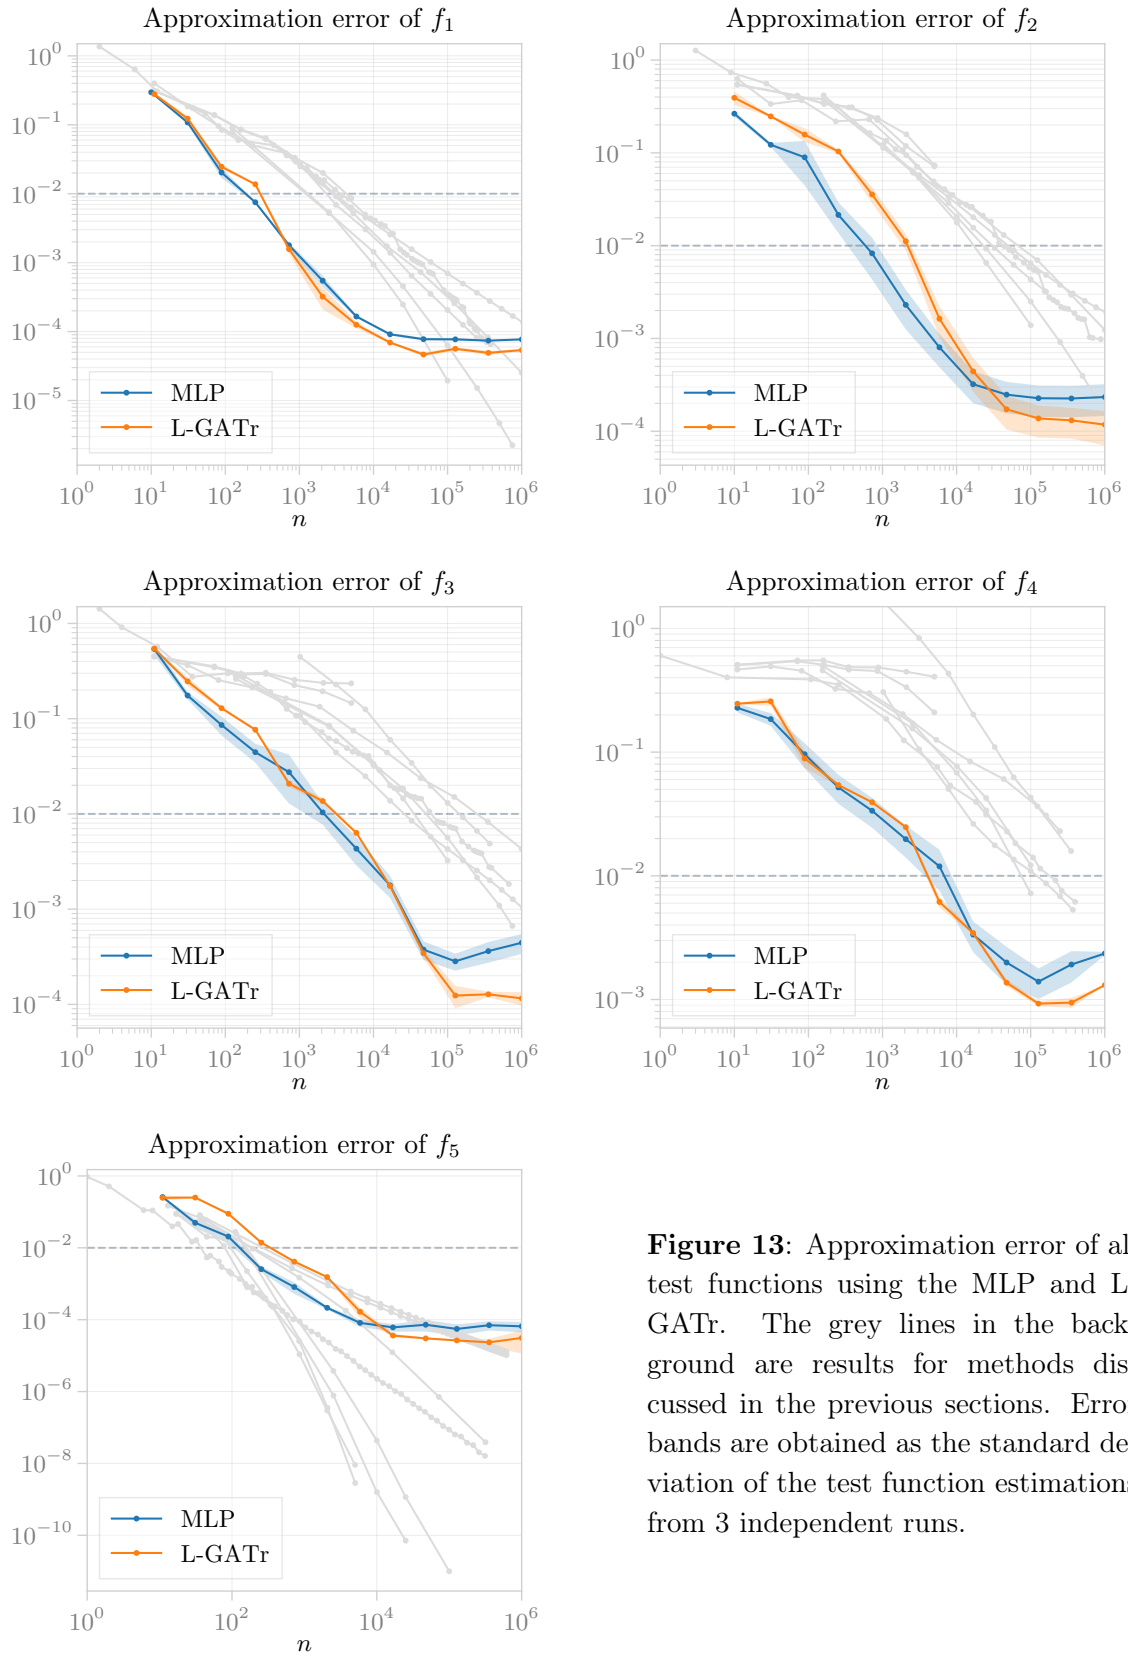 Approximation error of f1
10^0
10^-1
10^-2
10^-3
10^-4
10^-5
MLP
L-GATr
10^0 10^1 10^2 10^3 10^4 10^5 10^6
n
Approximation error of f2
10^0
10^-1
10^-2
10^-3
10^-4
MLP
L-GATr
10^0 10^1 10^2 10^3 10^4 10^5 10^6
n
Approximation error of f3
10^0
10^-1
10^-2
10^-3
10^-4
MLP
L-GATr
10^0 10^1 10^2 10^3 10^4 10^5 10^6
n
Approximation error of f4
10^0
10^-1
10^-2
10^-3
MLP
L-GATr
10^0 10^1 10^2 10^3 10^4 10^5 10^6
n
Approximation error of f5
10^0
10^-2
10^-4
10^-6
10^-8
10^-10
MLP
L-GATr
10^0 10^2 10^4 10^6
n
Figure 13: Approximation error of al
test functions using the MLP and L-
GATr. The grey lines in the back
ground are results for methods dis
cussed in the previous sections. Error
bands are obtained as the standard de
viation of the test function estimations
from 3 independent runs.